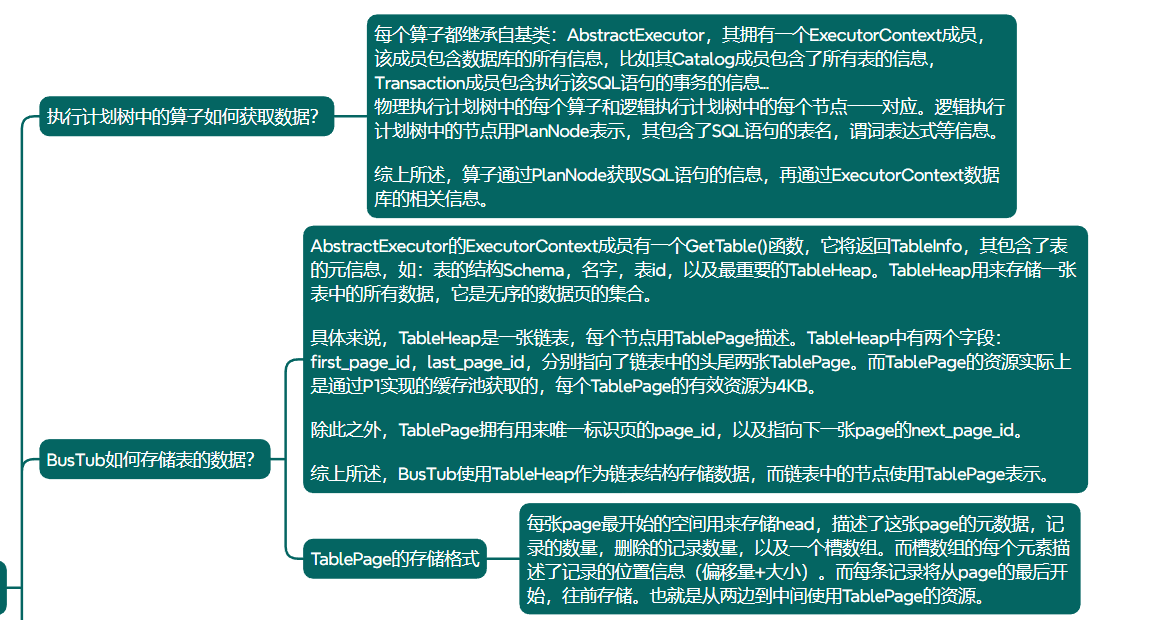 执行计划树中的算子如何获取数据？
每个算子都继承自基类：AbstractExecutor，其拥有一个ExecutorContext成员，
该成员包含数据库的所有信息，比如其Catalog成员包含了所有表的信息，
Transaction成员包含执行该SQL语句的事务的信息...
物理执行计划树中的每个算子和逻辑执行计划树中的每个节点一一对应。逻辑执行
计划树中的节点用PlanNode表示，其包含了SQL语句的表名，谓词表达式等信息。
综上所述，算子通过PlanNode获取SQL语句的信息，再通过ExecutorContext数据
库的相关信息。
BusTub如何存储表的数据？
AbstractExecutor的ExecutorContext成员有一个GetTable()函数，它将返回TableInfo，其包含了表
的元信息，如：表的结构Schema，名字，表id，以及最重要的TableHeap。TableHeap用来存储一张
表中的所有数据，它是无序的数据页的集合。
具体来说，TableHeap是一张链表，每个节点用TablePage描述。TableHeap中有两个字段：
first_page_id，last_page_id，分别指向了链表中的头尾两张TablePage。而TablePage的资源实际上
是通过P1实现的缓存池获取的，每个TablePage的有效资源为4KB。
除此之外，TablePage拥有用来唯一标识页的page_id，以及指向下一张page的next_page_id。
综上所述，BusTub使用TableHeap作为链表结构存储数据，而链表中的节点使用TablePage表示。
TablePage的存储格式
每张page最开始的空间用来存储head，描述了这张page的元数据，记
录的数量，删除的记录数量，以及一个槽数组。而槽数组的每个元素描
述了记录的位置信息（偏移量+大小）。而每条记录将从page的最后开
始，往前存储。也就是从两边到中间使用TablePage的资源。